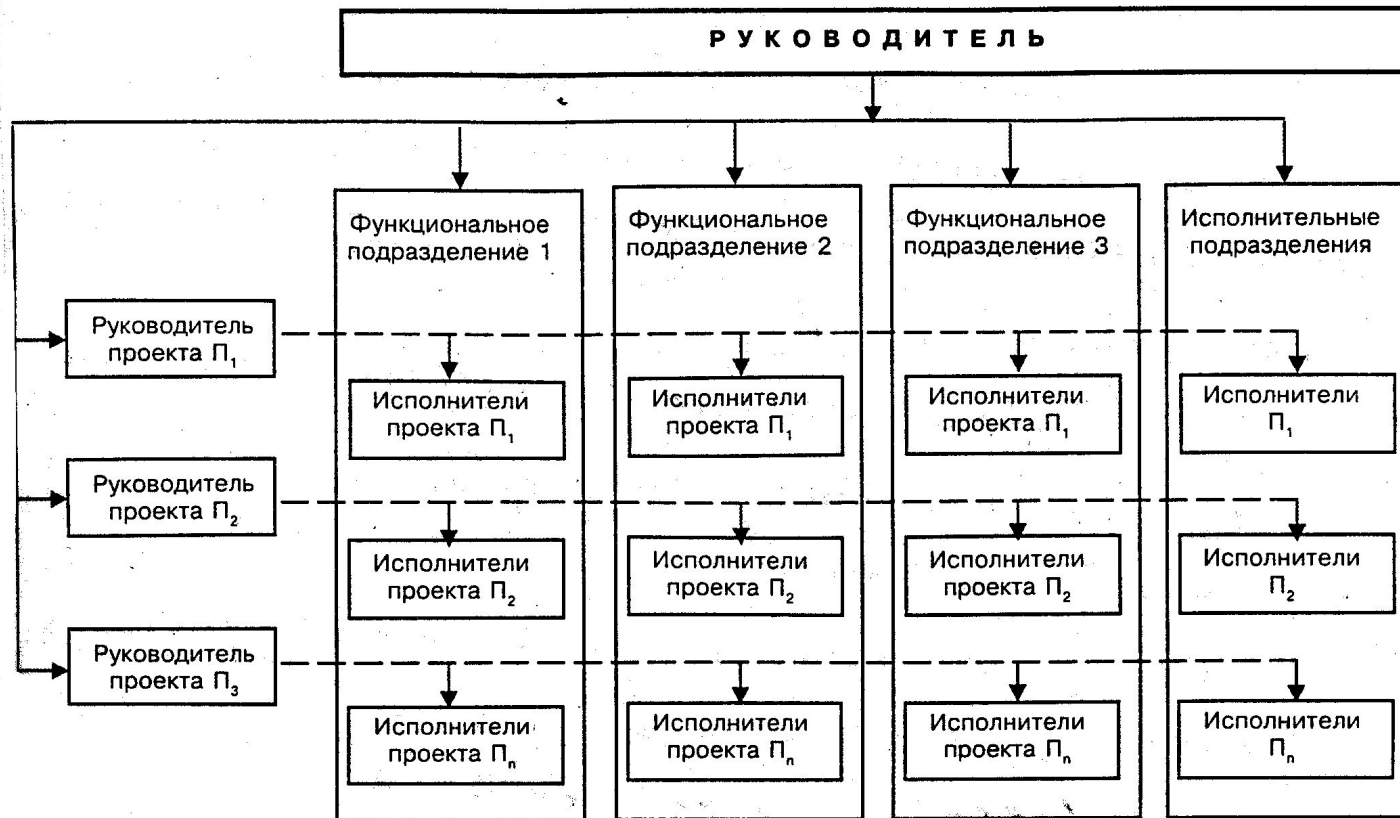 РУКОВОДИТЕЛЬ
Функциональное
подразделение 1
Функциональное
подразделение 2
Функциональное
подразделение 3
Исполнительные
подразделения
Руководитель
проекта П₁
Исполнители
проекта П₁
Исполнители
проекта П₁
Исполнители
проекта П₁
Исполнители
П₁
Руководитель
проекта П₂
Исполнители
проекта П₂
Исполнители
проекта П₂
Исполнители
проекта П₂
Исполнители
П₂
Руководитель
проекта П₃
Исполнители
проекта Пₙ
Исполнители
проекта Пₙ
Исполнители
проекта Пₙ
Исполнители
Пₙ